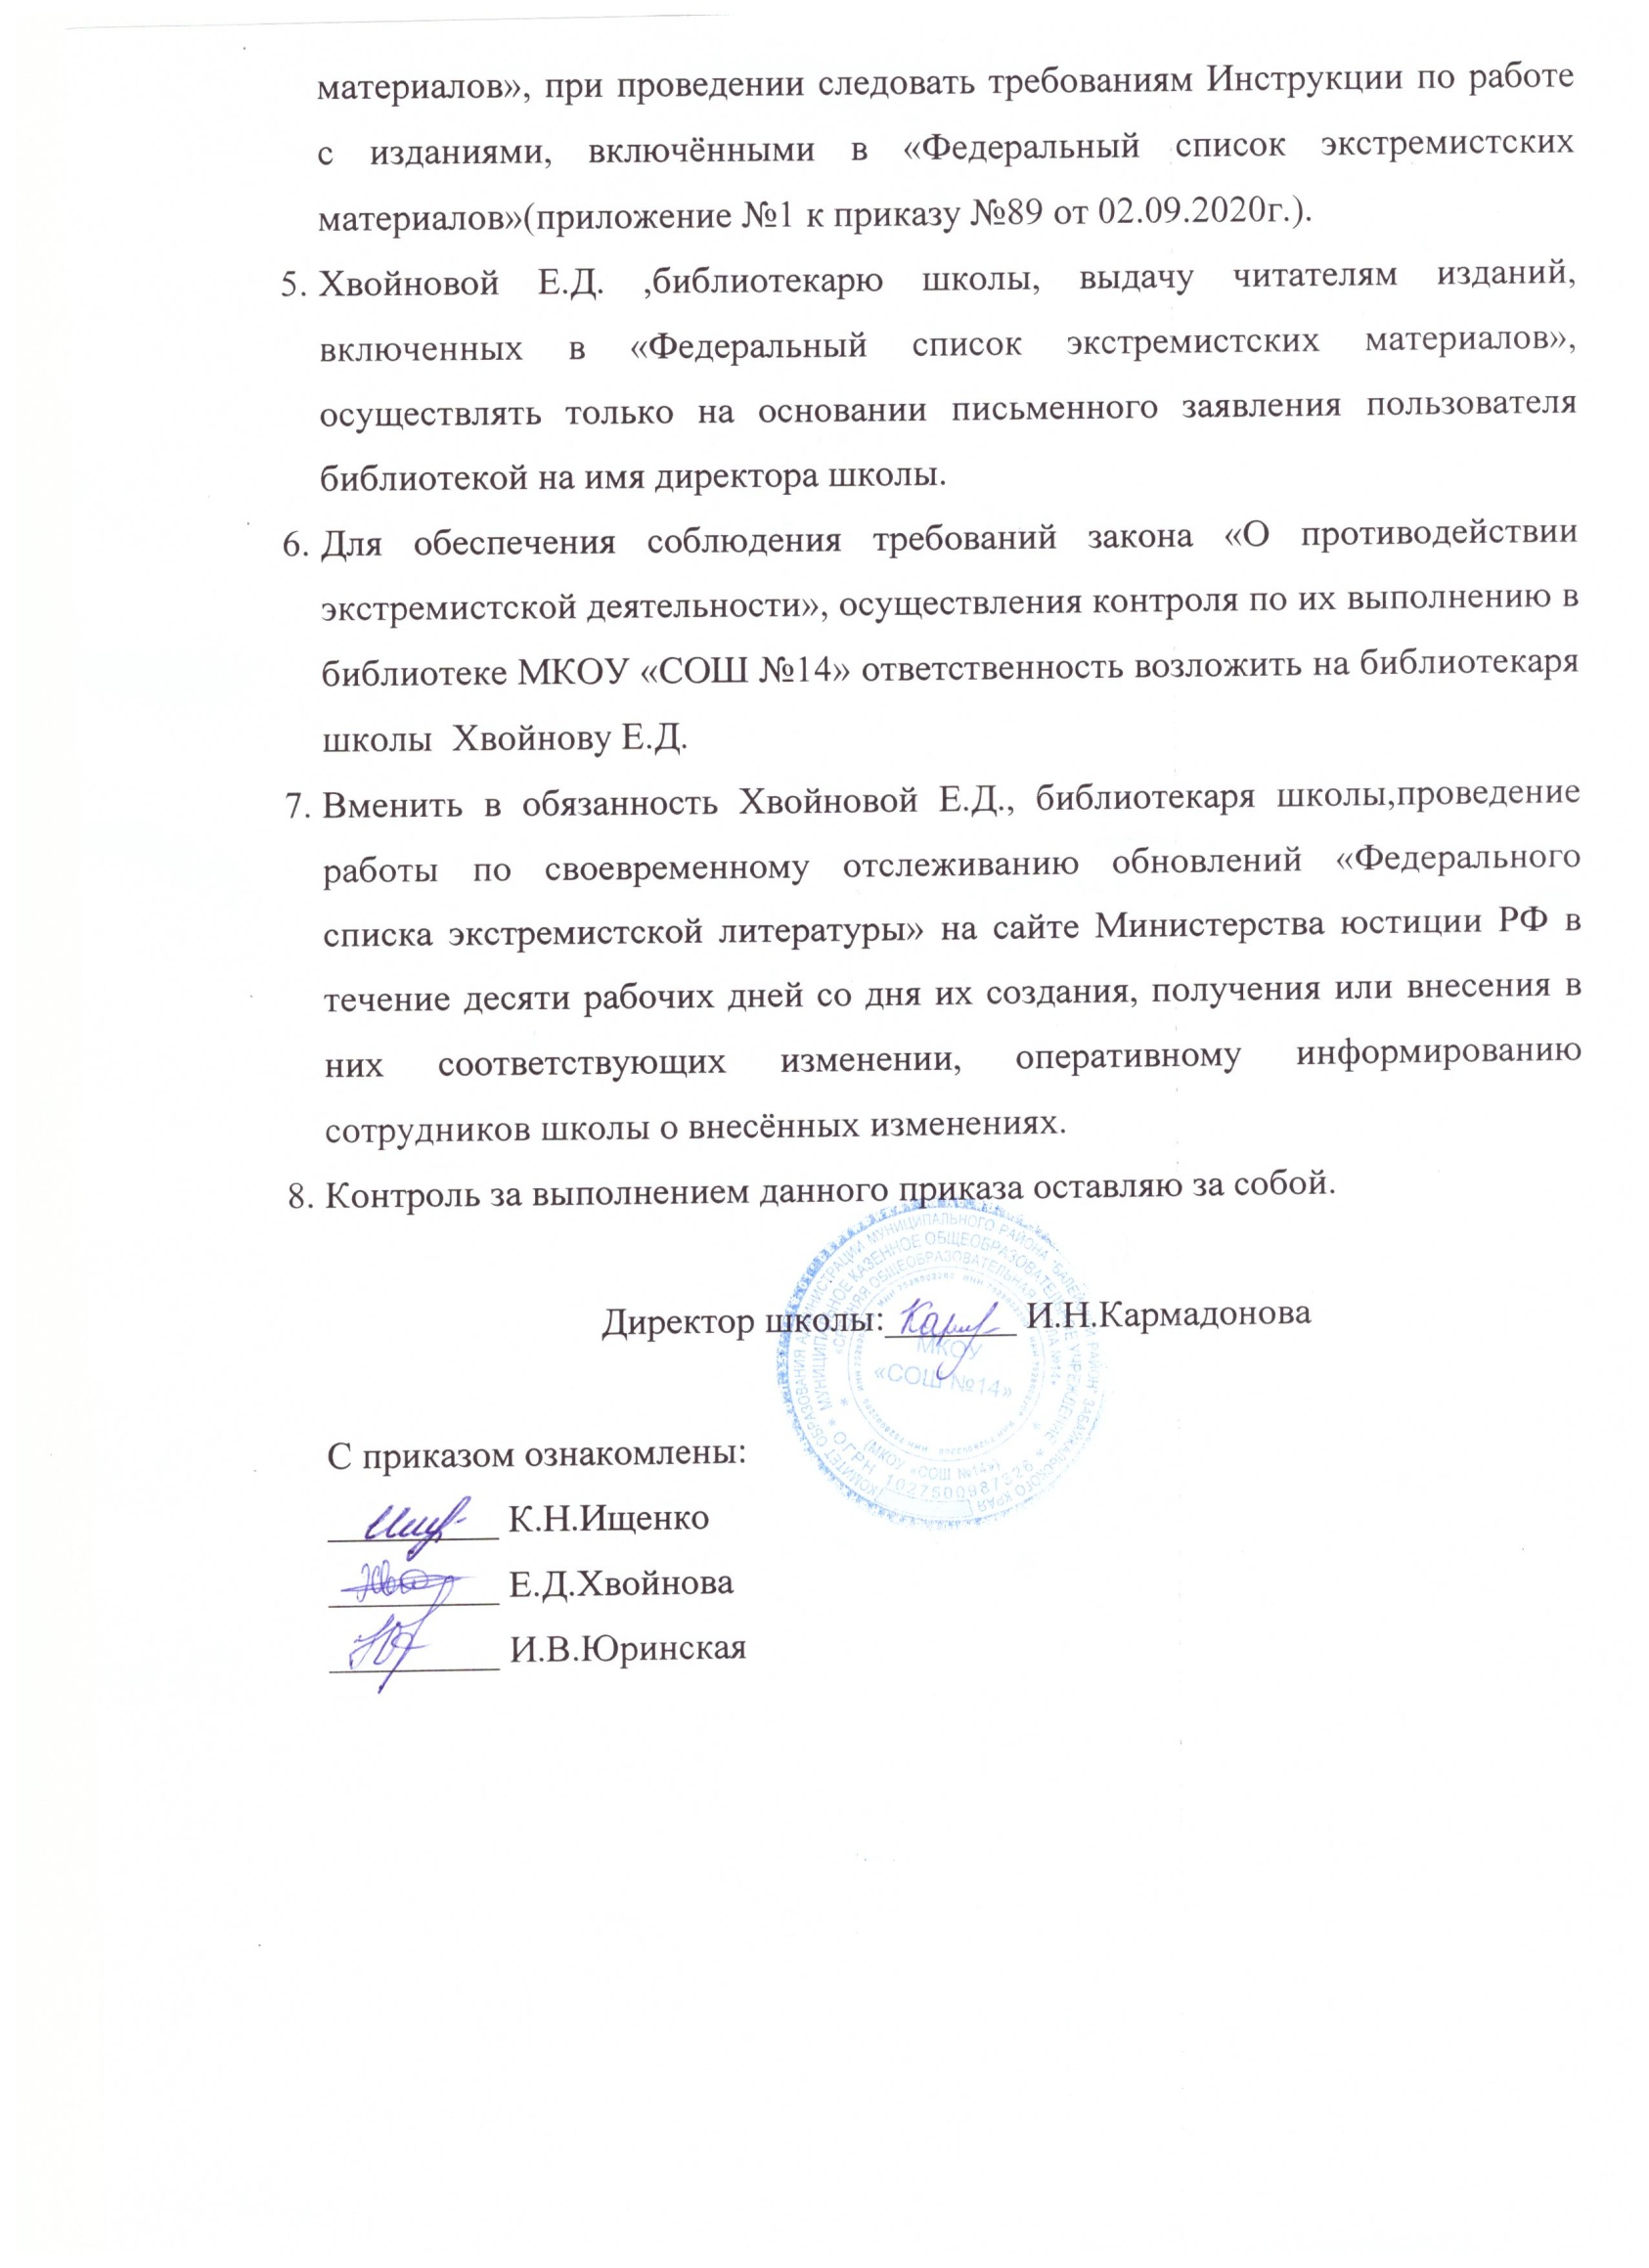 материалов», при проведении следовать требованиям Инструкции по работе
с изданиями, включёнными в «Федеральный список экстремистских
материалов»(приложение №1 к приказу №89 от 02.09.2020г.).
5. Хвойновой Е.Д. ,библиотекарю школы, выдачу читателям изданий,
включенных в «Федеральный список экстремистских материалов»,
осуществлять только на основании письменного заявления пользователя
библиотекой на имя директора школы.
6. Для обеспечения соблюдения требований закона «О противодействии
экстремистской деятельности», осуществления контроля по их выполнению в
библиотеке МКОУ «СОШ №14» ответственность возложить на библиотекаря
школы Хвойнову Е.Д.
7. Вменить в обязанность Хвойновой Е.Д., библиотекаря школы,проведение
работы по своевременному отслеживанию обновлений «Федерального
списка экстремистской литературы» на сайте Министерства юстиции РФ в
течение десяти рабочих дней со дня их создания, получения или внесения в
них соответствующих изменении, оперативному информированию
сотрудников школы о внесённых изменениях.
8. Контроль за выполнением данного приказа оставляю за собой.
Директор школы: И.Н.Кармадонова
МКОУ
«СОШ №14»
(МКОУ «СОШ №14»)
ОГРН 1027500987326
С приказом ознакомлены:
К.Н.Ищенко
Е.Д.Хвойнова
И.В.Юринская